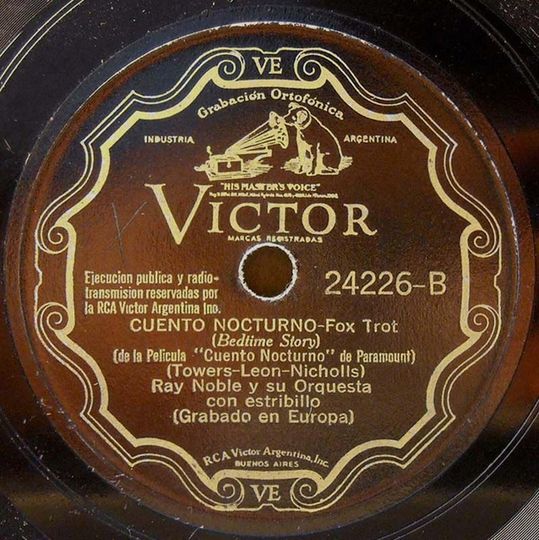 VE
Grabación Ortofónica
INDUSTRIA ARGENTINA
"HIS MASTER'S VOICE"
VICTOR
MARCAS REGISTRADAS
Ejecucion publica y radio-
transmision reservadas por
la RCA Victor Argentina Inc.
24226-B
CUENTO NOCTURNO-Fox Trot
(Bedtime Story)
(de la Pelicula "Cuento Nocturno" de Paramount)
(Towers-Leon-Nicholls)
Ray Noble y su Orquesta
con estribillo
(Grabado en Europa)
RCA Victor Argentina, Inc.
BUENOS AIRES
VE